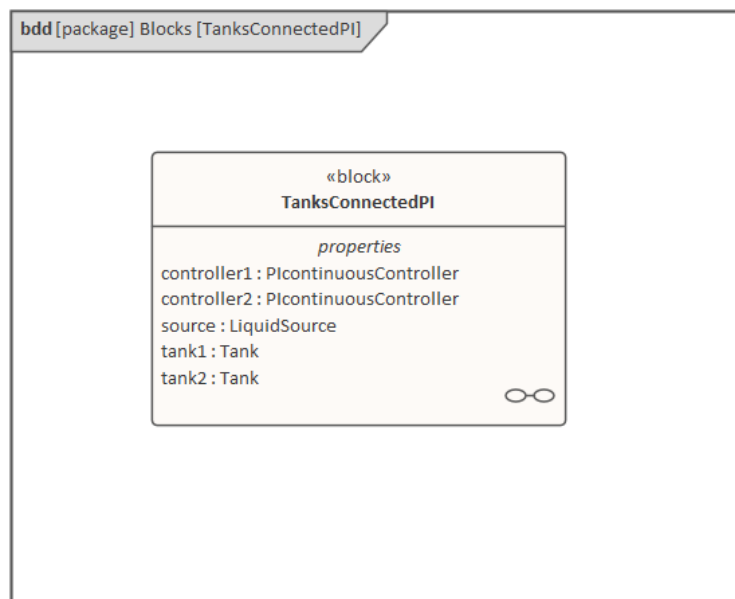 bdd [package] Blocks [TanksConnectedPI]
«block»
TanksConnectedPI
properties
controller1 : PIcontinuousController
controller2 : PIcontinuousController
source : LiquidSource
tank1 : Tank
tank2 : Tank